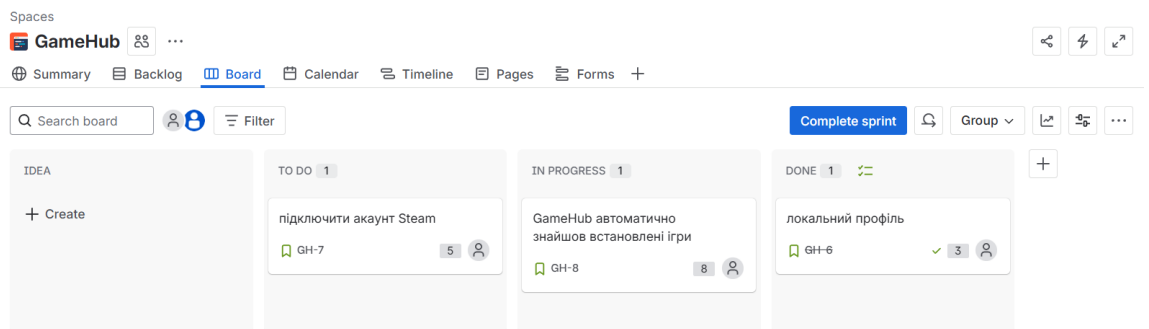 Spaces
GameHub
Summary Backlog Board Calendar Timeline Pages Forms
Search board Filter Complete sprint Group
IDEA
Create
TO DO 1
підключити акаунт Steam
GH-7 5
IN PROGRESS 1
GameHub автоматично
знайшов встановлені ігри
GH-8 8
DONE 1
локальний профіль
GH-6 3